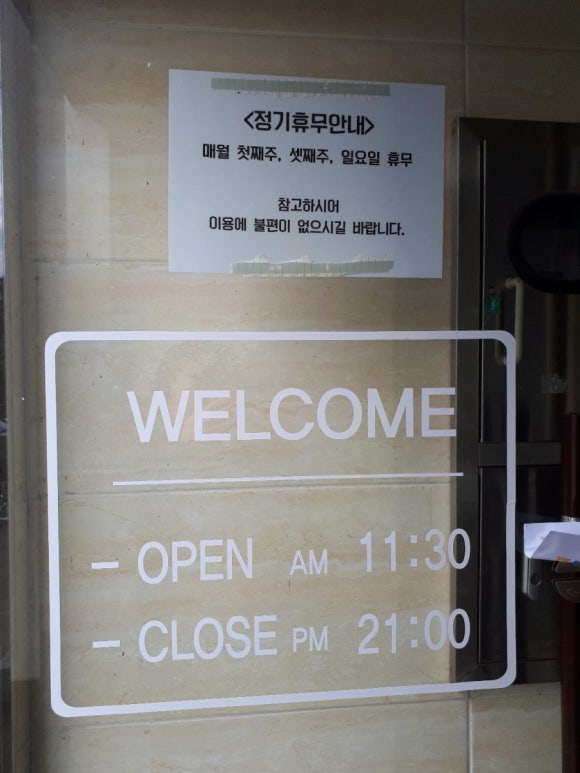 <정기휴무안내>
매월 첫째주, 셋째주, 일요일 휴무
참고하시어
이용에 불편이 없으시길 바랍니다.
WELCOME
- OPEN AM 11:30
- CLOSE PM 21:00